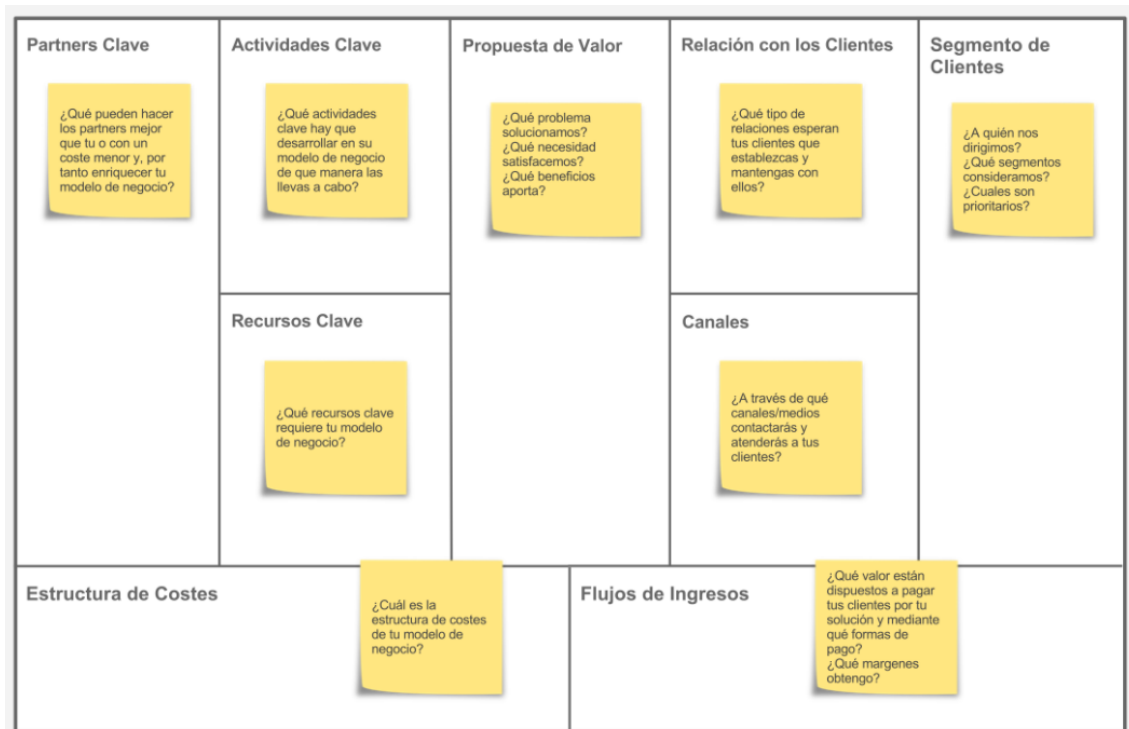 Partners Clave
¿Qué pueden hacer
los partners mejor
que tu o con un
coste menor y, por
tanto enriquecer tu
modelo de negocio?
Actividades Clave
¿Qué actividades
clave hay que
desarrollar en su
modelo de negocio
de que manera las
llevas a cabo?
Recursos Clave
¿Qué recursos clave
requiere tu modelo
de negocio?
Propuesta de Valor
¿Qué problema
solucionamos?
¿Qué necesidad
satisfacemos?
¿Qué beneficios
aporta?
Relación con los Clientes
¿Qué tipo de
relaciones esperan
tus clientes que
establezcas y
mantengas con
ellos?
Canales
¿A través de qué
canales/medios
contactarás y
atenderás a tus
clientes?
Segmento de
Clientes
¿A quién nos
dirigimos?
¿Qué segmentos
consideramos?
¿Cuales son
prioritarios?
Estructura de Costes
¿Cuál es la
estructura de costes
de tu modelo de
negocio?
Flujos de Ingresos
¿Qué valor están
dispuestos a pagar
tus clientes por tu
solución y mediante
qué formas de
pago?
¿Qué margenes
obtengo?